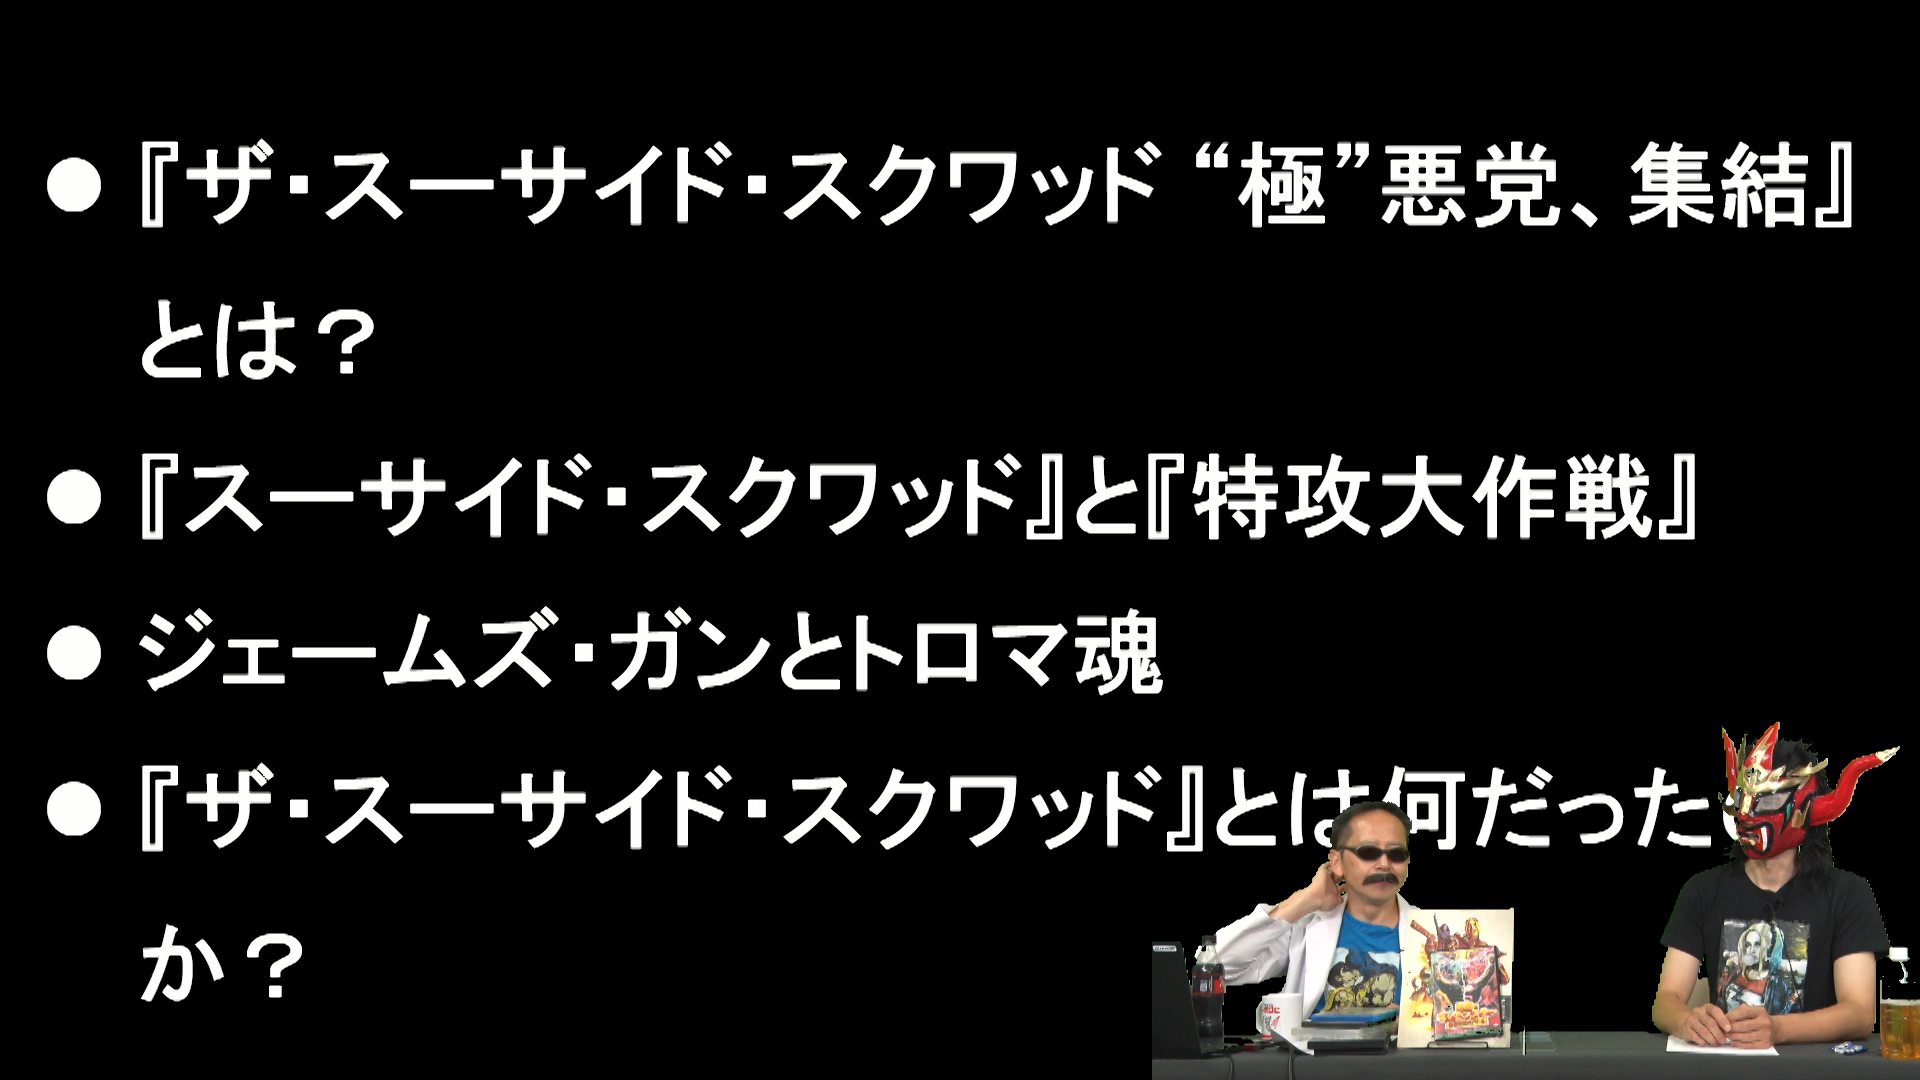 ● 『ザ・スーサイド・スクワッド “極”悪党、集結』
とは？
● 『スーサイド・スクワッド』と『特攻大作戦』
● ジェームズ・ガンとトロマ魂
● 『ザ・スーサイド・スクワッド』とは何だった
か？